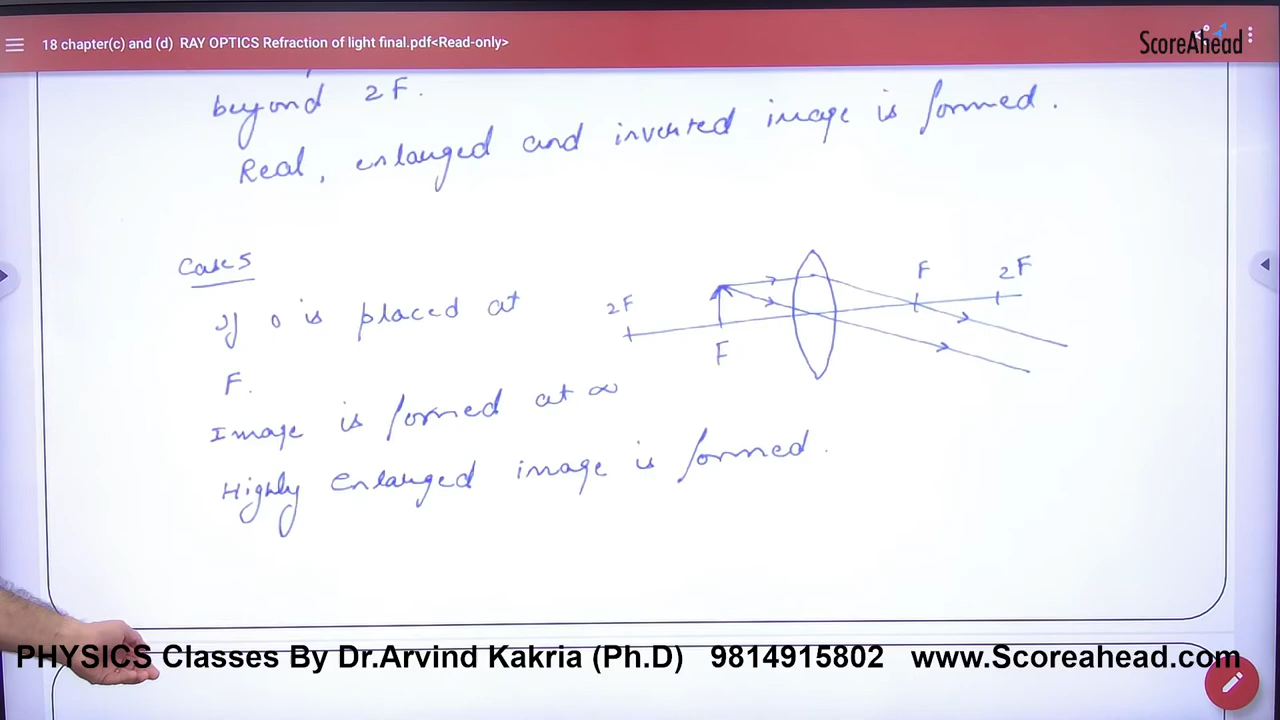 18 chapter(c) and (d) RAY OPTICS Refraction of light final.pdf<Read-only>
ScoreAhead
beyond 2F.
Real, enlarged and inverted image is formed.
Case 5
If O is placed at
F.
Image is formed at ∞
Highly Enlarged image is formed.
2F
F
F
2F
PHYSICS Classes By Dr.Arvind Kakria (Ph.D) 9814915802 www.Scoreahead.com